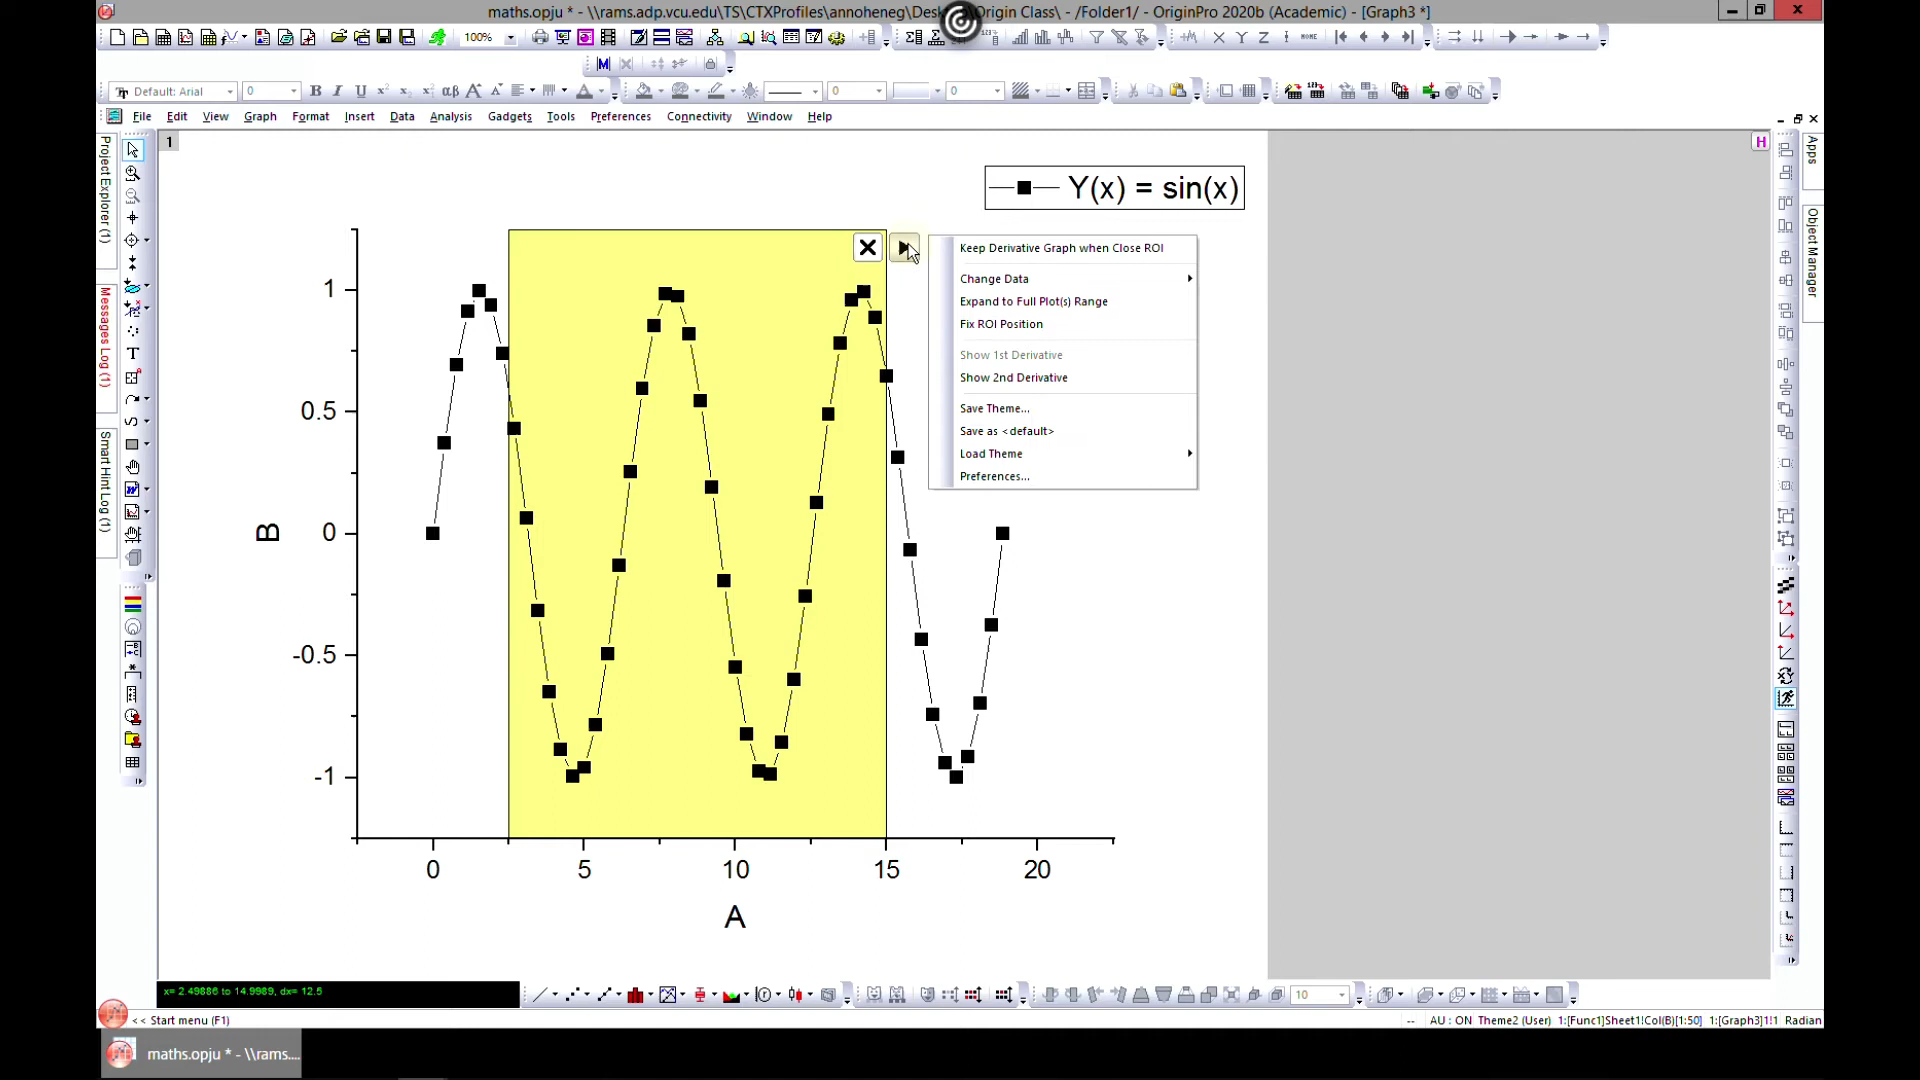 maths.opju * - \\rams.adp.vcu.edu\TS\CTXProfiles\annoheneg\Desk Origin Class\ - /Folder1/ - OriginPro 2020b (Academic) - [Graph3 *]
100%
Default: Arial 0 B I U 0 0
File Edit View Graph Format Insert Data Analysis Gadgets Tools Preferences Connectivity Window Help
1 H
Project Explorer (1)
Messages Log (1)
Smart Hint Log (1)
Apps
Object Manager
Y(x) = sin(x)
Keep Derivative Graph when Close ROI
Change Data
Expand to Full Plot(s) Range
Fix ROI Position
Show 1st Derivative
Show 2nd Derivative
Save Theme...
Save as <default>
Load Theme
Preferences...
1
0.5
0
-0.5
-1
B
0 5 10 15 20
A
x= 2.49886 to 14.9989, dx= 12.5
10
<< Start menu (F1)
-- AU : ON Theme2 (User) 1:[Func1]Sheet1!Col(B)[1:50] 1:[Graph3]1!1 Radian
maths.opju * - \\rams....